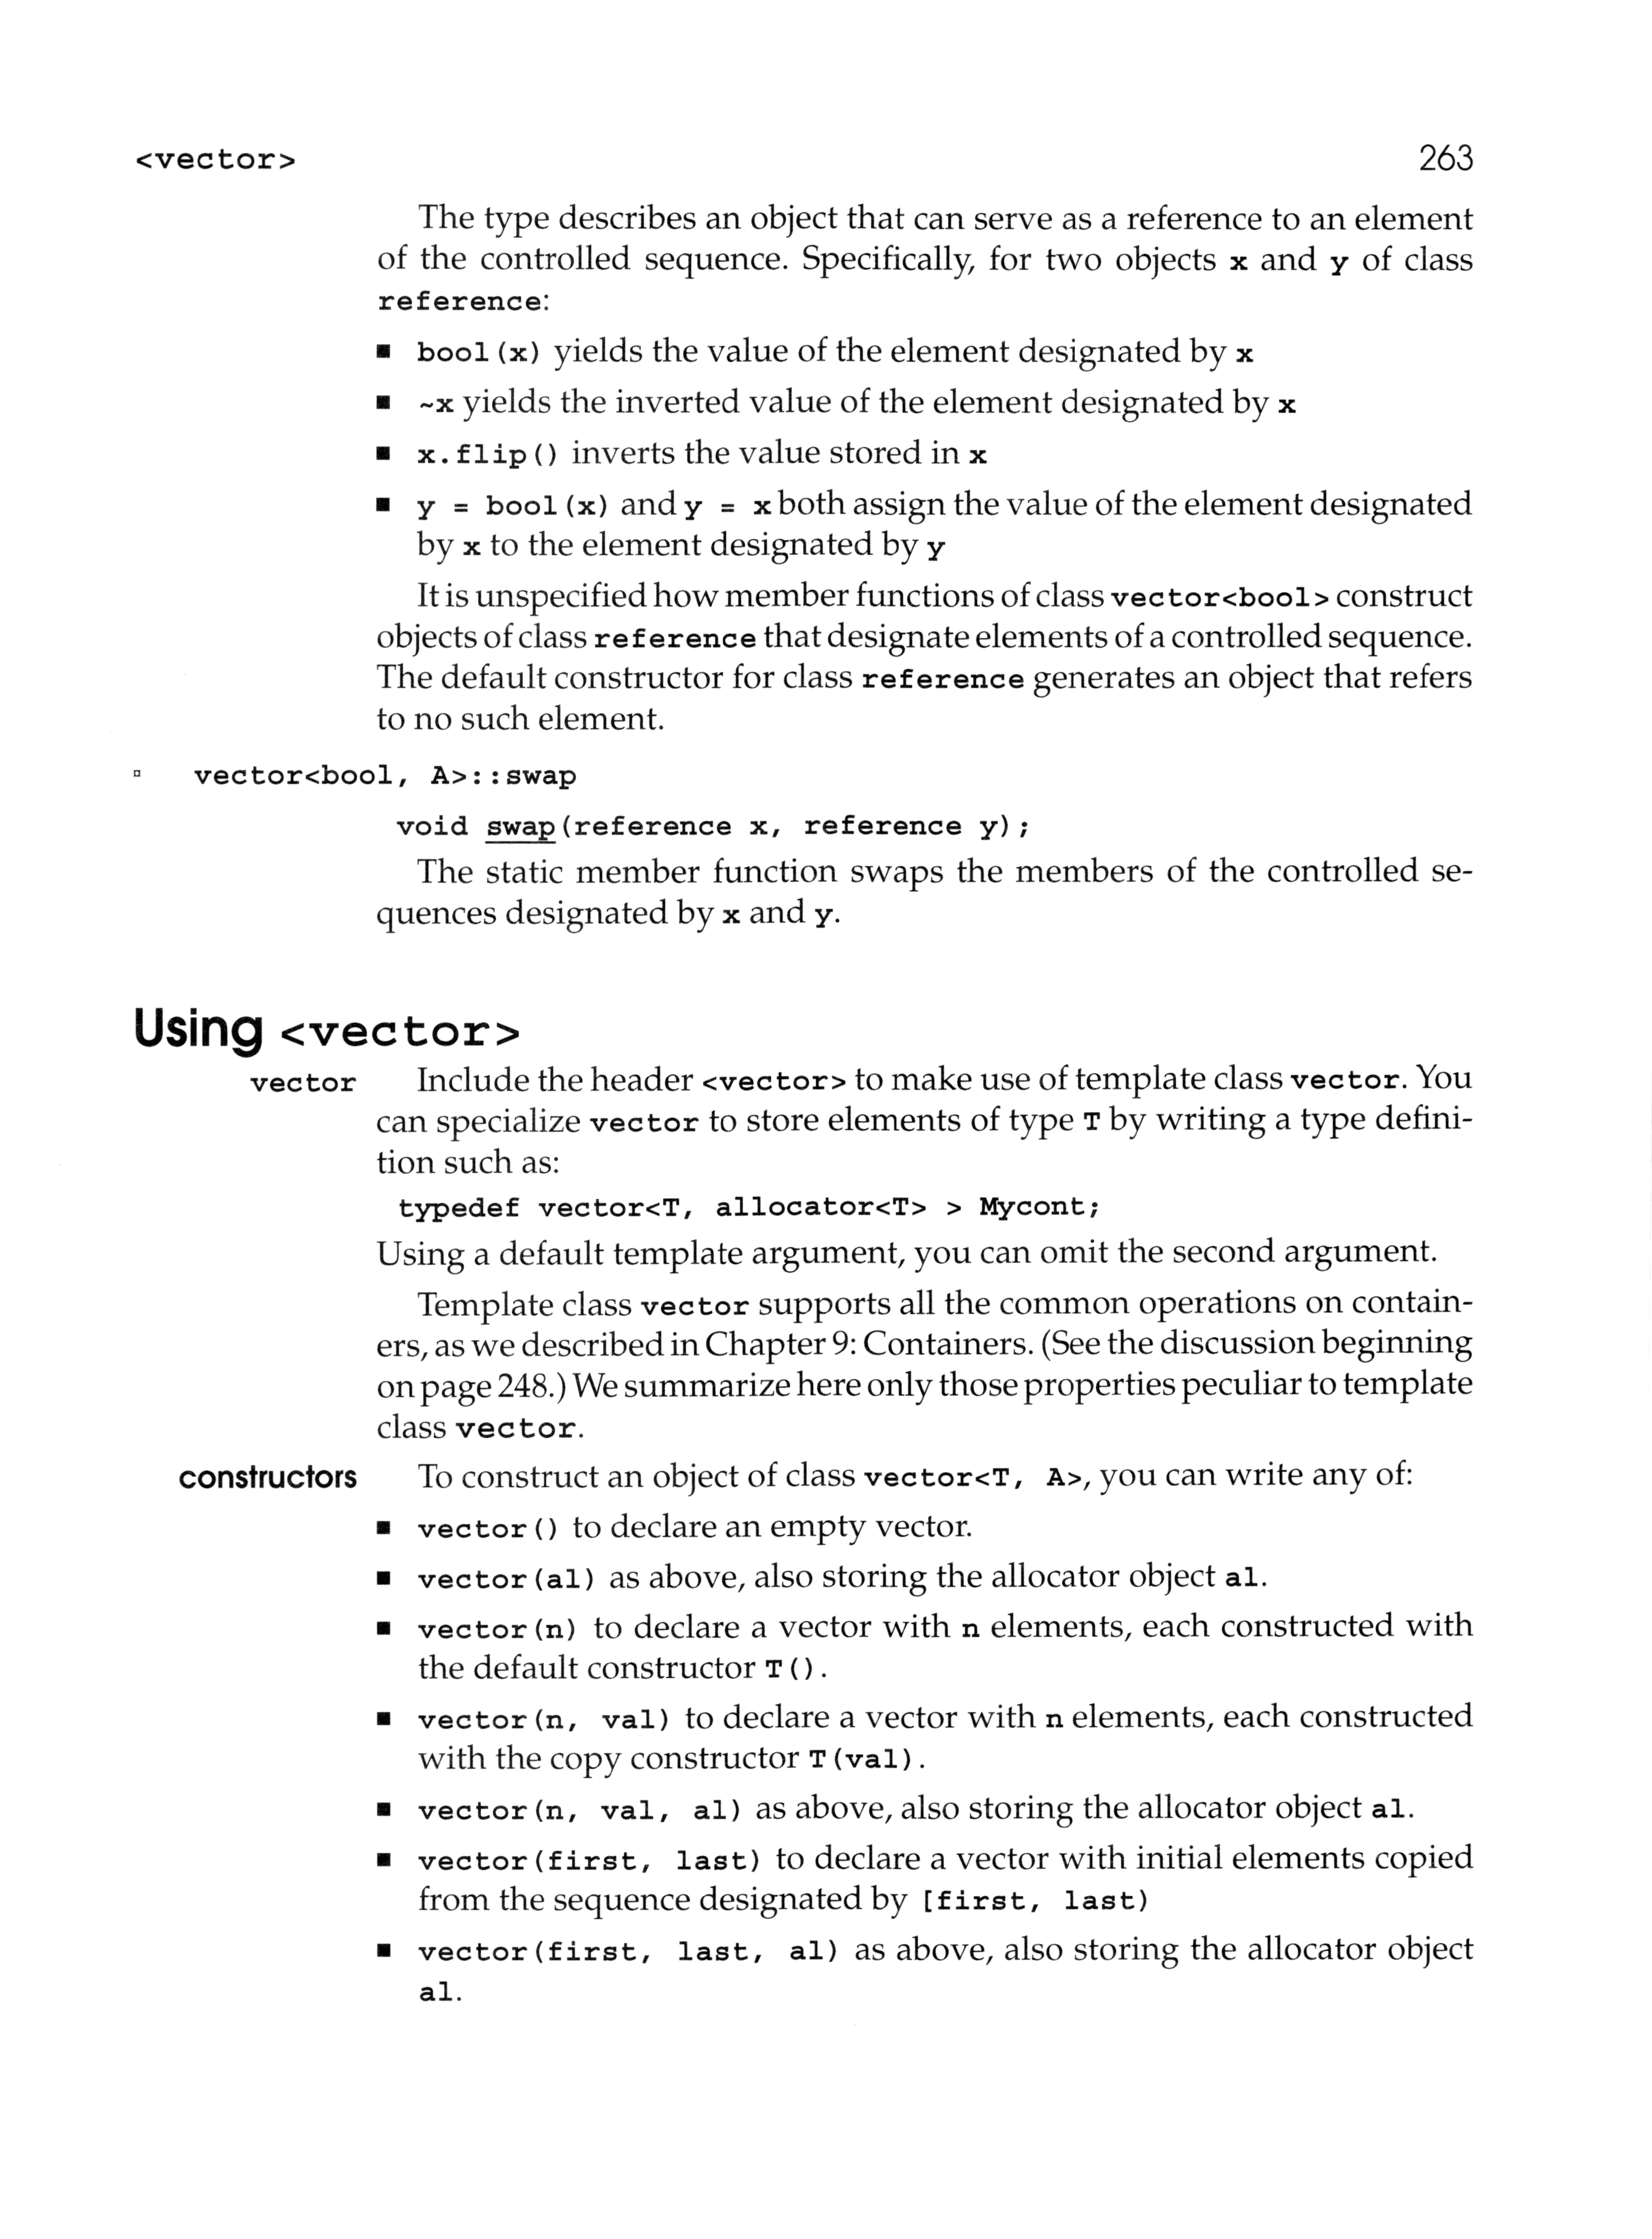 <vector> 263
The type describes an object that can serve as a reference to an element
of the controlled sequence. Specifically, for two objects x and y of class
reference:
■ bool(x) yields the value of the element designated by x
■ ~x yields the inverted value of the element designated by x
■ x.flip() inverts the value stored in x
■ y = bool(x) and y = x both assign the value of the element designated
by x to the element designated by y
It is unspecified how member functions of class vector<bool> construct
objects of class reference that designate elements of a controlled sequence.
The default constructor for class reference generates an object that refers
to no such element.
▫ vector<bool, A>::swap
void swap(reference x, reference y);
The static member function swaps the members of the controlled se-
quences designated by x and y.
Using <vector>
vector Include the header <vector> to make use of template class vector. You
can specialize vector to store elements of type T by writing a type defini-
tion such as:
typedef vector<T, allocator<T> > Mycont;
Using a default template argument, you can omit the second argument.
Template class vector supports all the common operations on contain-
ers, as we described in Chapter 9: Containers. (See the discussion beginning
on page 248.) We summarize here only those properties peculiar to template
class vector.
constructors To construct an object of class vector<T, A>, you can write any of:
■ vector() to declare an empty vector.
■ vector(al) as above, also storing the allocator object al.
■ vector(n) to declare a vector with n elements, each constructed with
the default constructor T().
■ vector(n, val) to declare a vector with n elements, each constructed
with the copy constructor T(val).
■ vector(n, val, al) as above, also storing the allocator object al.
■ vector(first, last) to declare a vector with initial elements copied
from the sequence designated by [first, last)
■ vector(first, last, al) as above, also storing the allocator object
al.